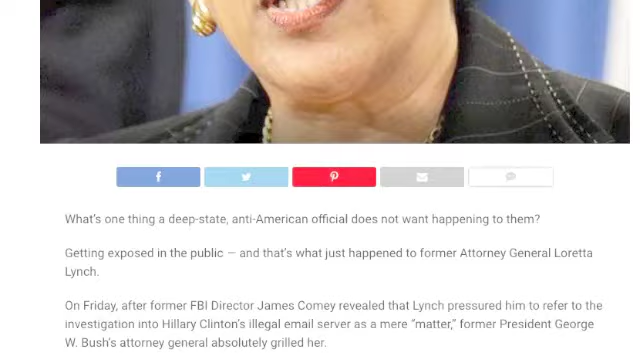 What's one thing a deep-state, anti-American official does not want happening to them?
Getting exposed in the public — and that's what just happened to former Attorney General Loretta
Lynch.
On Friday, after former FBI Director James Comey revealed that Lynch pressured him to refer to the
investigation into Hillary Clinton's illegal email server as a mere "matter," former President George
W. Bush's attorney general absolutely grilled her.